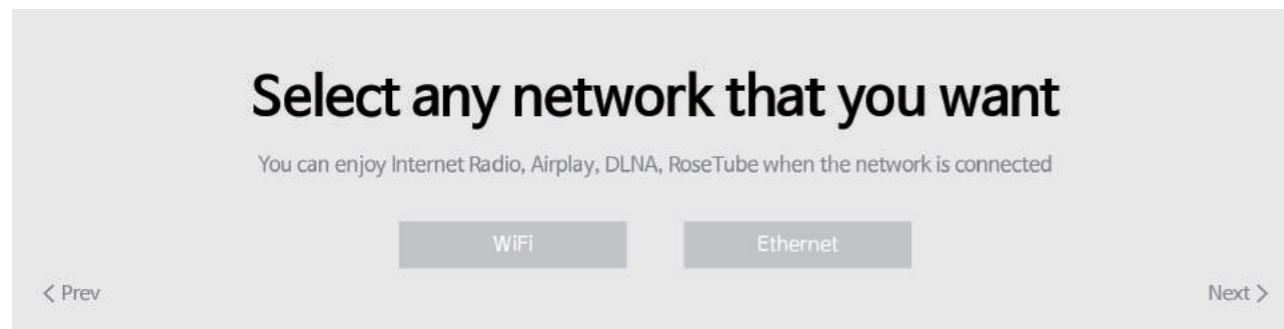 Select any network that you want
You can enjoy Internet Radio, Airplay, DLNA, RoseTube when the network is connected
WiFi Ethernet
< Prev Next >